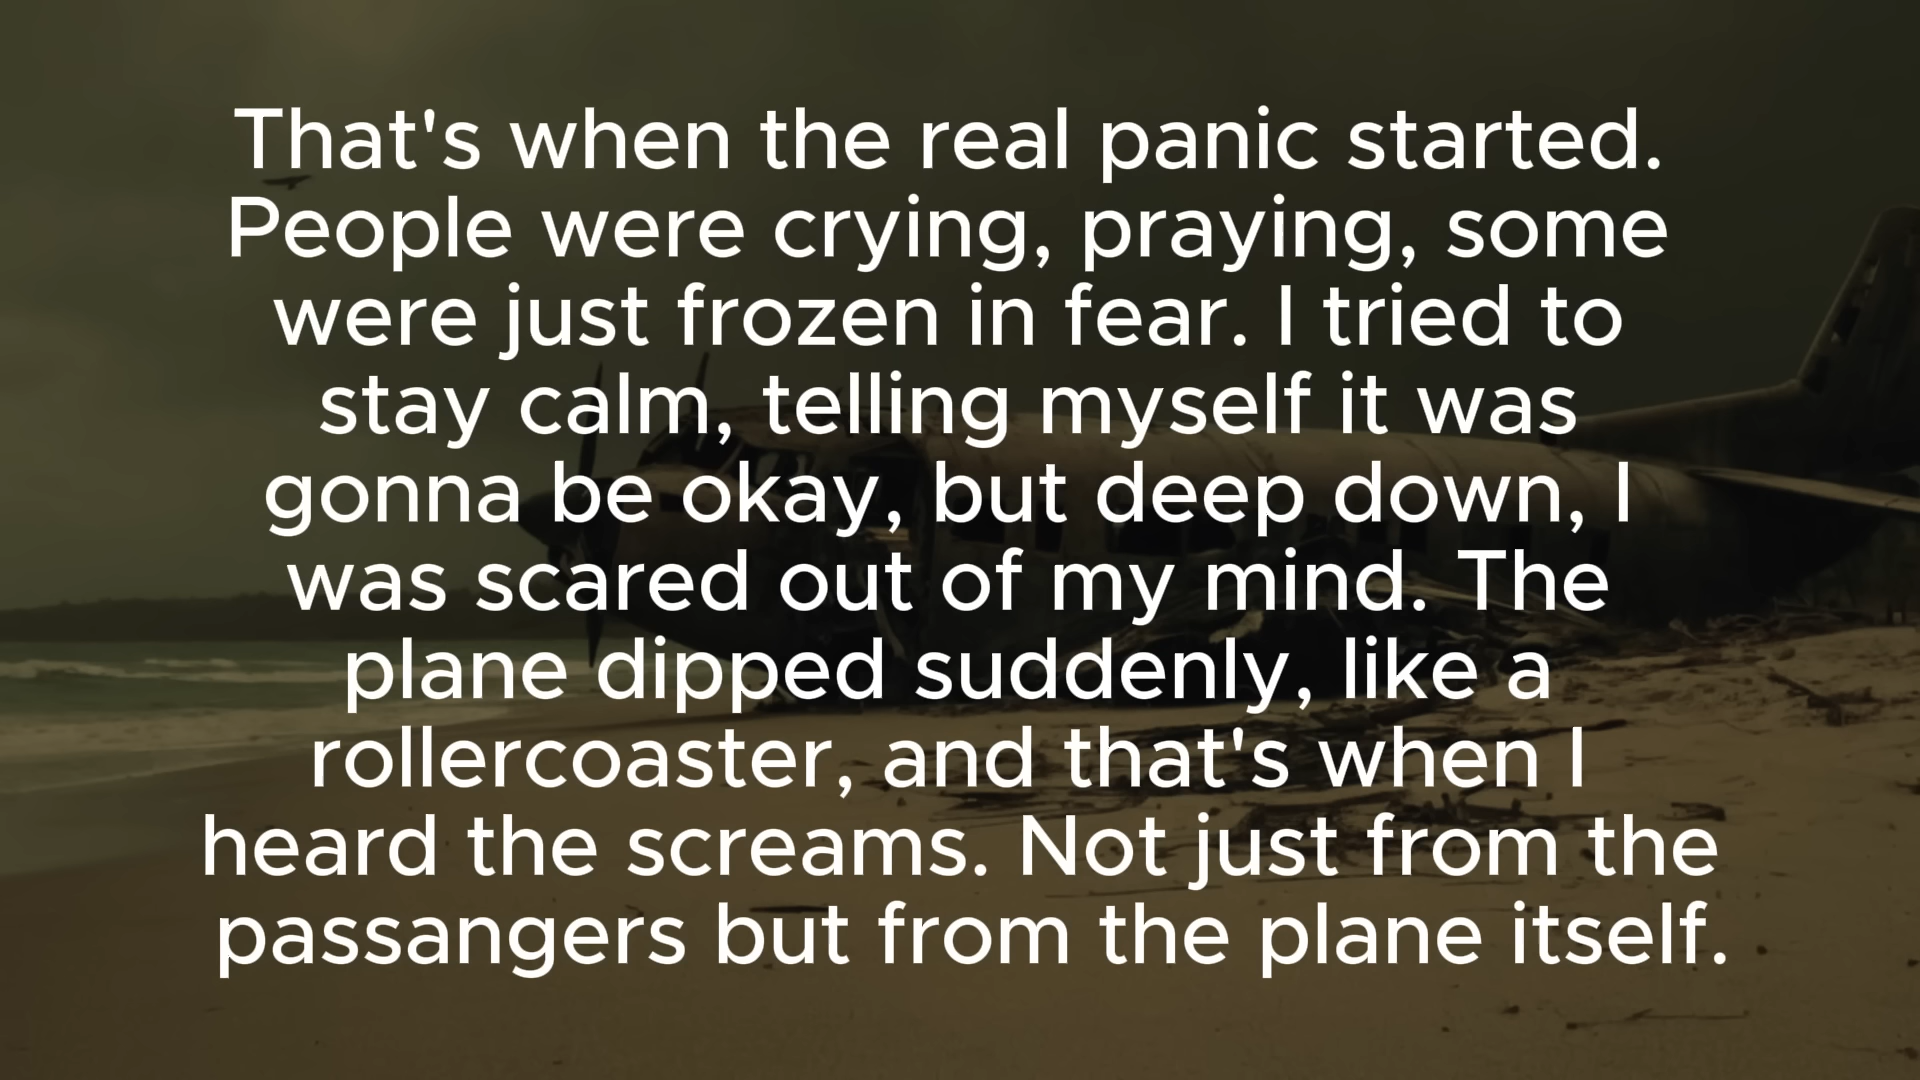 That's when the real panic started.
People were crying, praying, some
were just frozen in fear. I tried to
stay calm, telling myself it was
gonna be okay, but deep down, I
was scared out of my mind. The
plane dipped suddenly, like a
rollercoaster, and that's when I
heard the screams. Not just from the
passangers but from the plane itself.